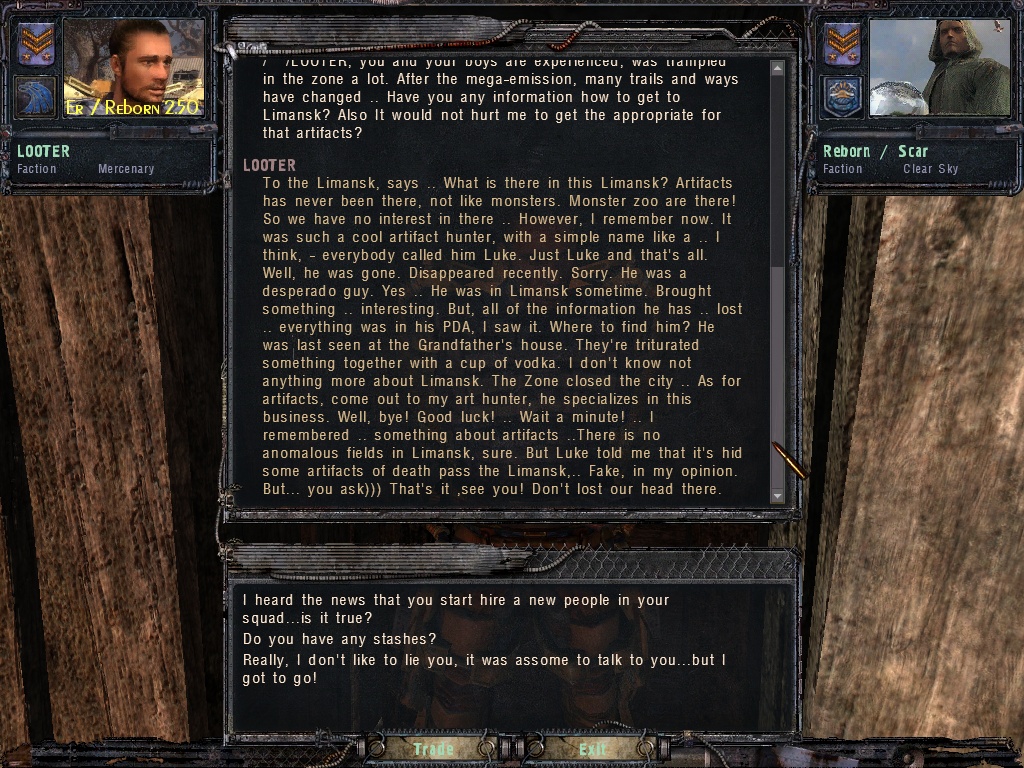 Er / Reborn 2.50
LOOTER
Faction Mercenary
/LOOTER, you and your boys are experienced, was trampled
in the zone a lot. After the mega-emission, many trails and ways
have changed .. Have you any information how to get to
Limansk? Also It would not hurt me to get the appropriate for
that artifacts?
LOOTER
To the Limansk, says .. What is there in this Limansk? Artifacts
has never been there, not like monsters. Monster zoo are there!
So we have no interest in there .. However, I remember now. It
was such a cool artifact hunter, with a simple name like a .. I
think, - everybody called him Luke. Just Luke and that's all.
Well, he was gone. Disappeared recently. Sorry. He was a
desperado guy. Yes .. He was in Limansk sometime. Brought
something .. interesting. But, all of the information he has .. lost
.. everything was in his PDA, I saw it. Where to find him? He
was last seen at the Grandfather's house. They're triturated
something together with a cup of vodka. I don't know not
anything more about Limansk. The Zone closed the city .. As for
artifacts, come out to my art hunter, he specializes in this
business. Well, bye! Good luck! .. Wait a minute! .. I
remembered .. something about artifacts ..There is no
anomalous fields in Limansk, sure. But Luke told me that it's hid
some artifacts of death pass the Limansk,.. Fake, in my opinion.
But... you ask))) That's it ,see you! Don't lost our head there.
Reborn / Scar
Faction Clear Sky
I heard the news that you start hire a new people in your
squad...is it true?
Do you have any stashes?
Really, I don't like to lie you, it was assome to talk to you...but I
got to go!
Trade
Exit